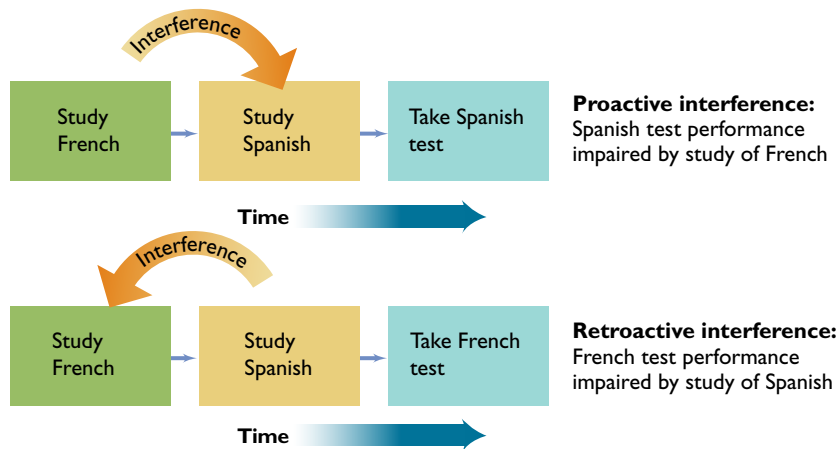 Interference
Study
French
Study
Spanish
Take Spanish
test
Proactive interference:
Spanish test performance
impaired by study of French
Time
Interference
Study
French
Study
Spanish
Take French
test
Retroactive interference:
French test performance
impaired by study of Spanish
Time